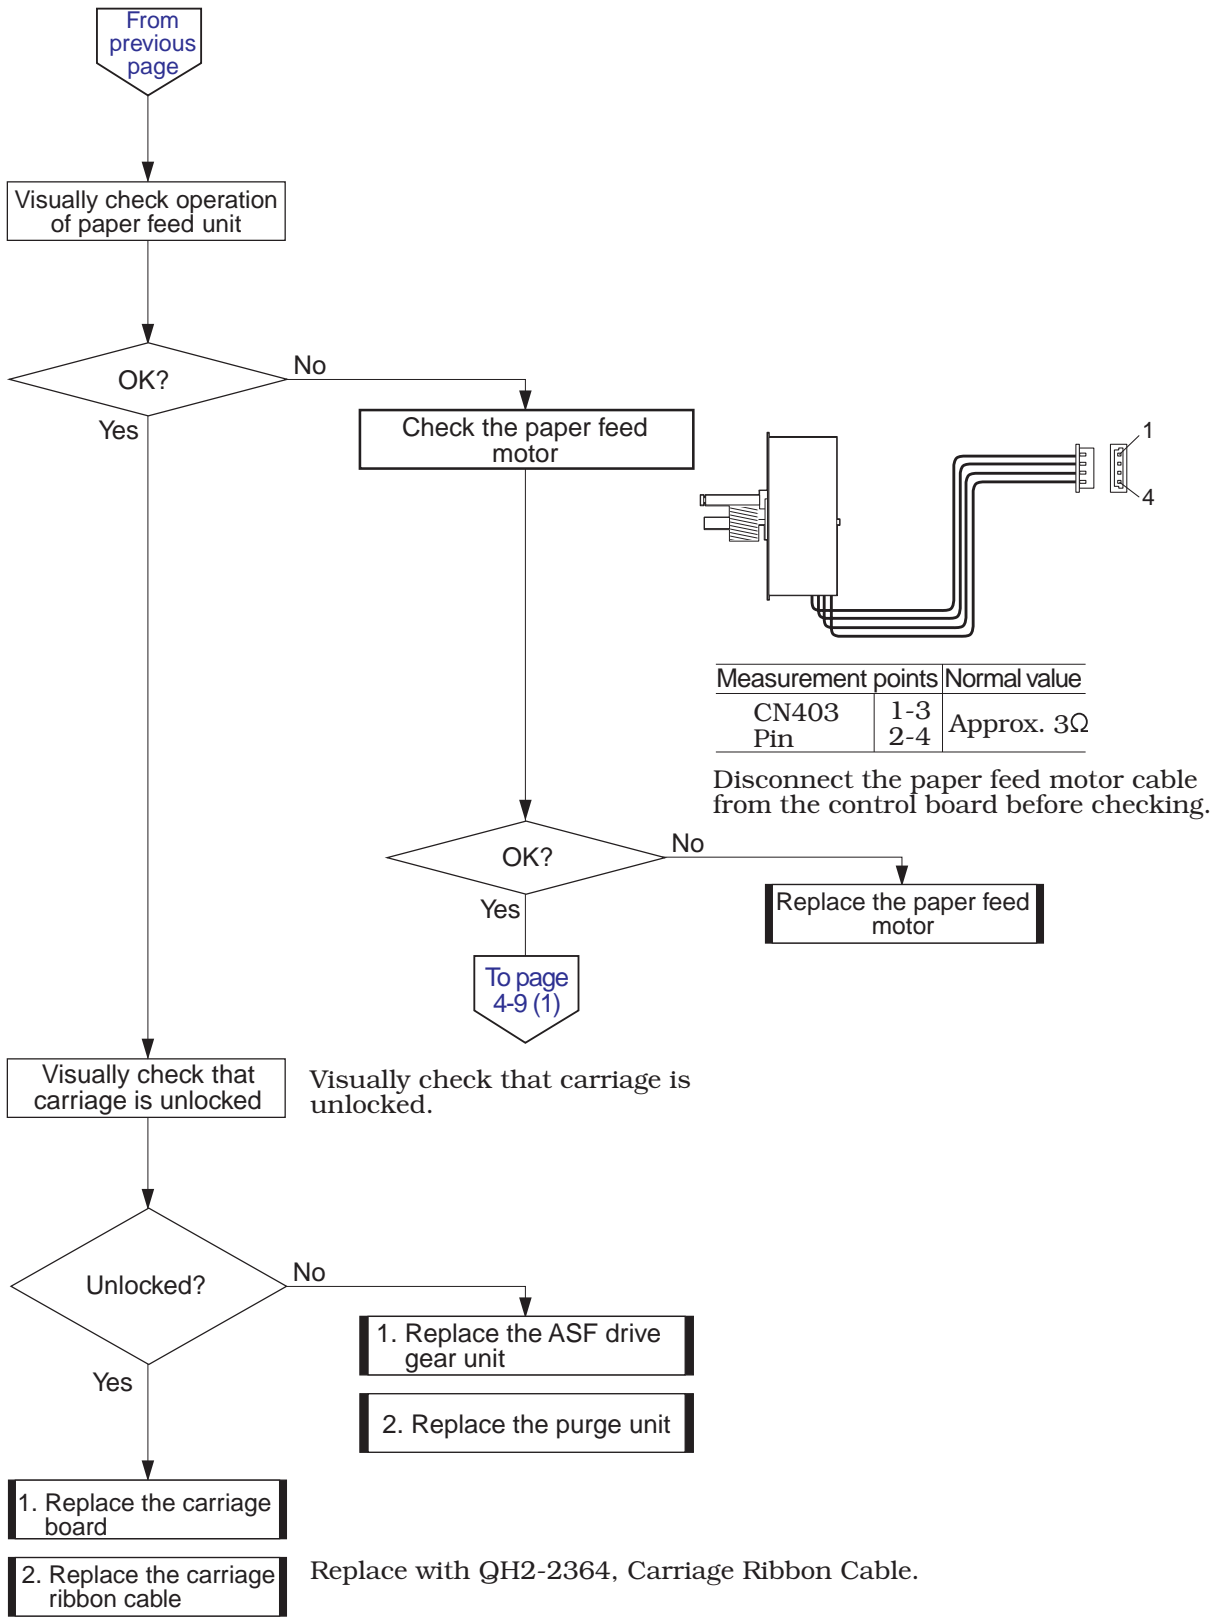 From
previous
page
Visually check operation
of paper feed unit
OK?
No
Yes
Check the paper feed
motor
1
4
Measurement points Normal value
CN403 1-3 Approx. 3Ω
Pin 2-4
Disconnect the paper feed motor cable
from the control board before checking.
OK?
No
Yes
Replace the paper feed
motor
To page
4-9 (1)
Visually check that
carriage is unlocked
Visually check that carriage is
unlocked.
Unlocked?
No
Yes
1. Replace the ASF drive
gear unit
2. Replace the purge unit
1. Replace the carriage
board
2. Replace the carriage
ribbon cable
Replace with QH2-2364, Carriage Ribbon Cable.